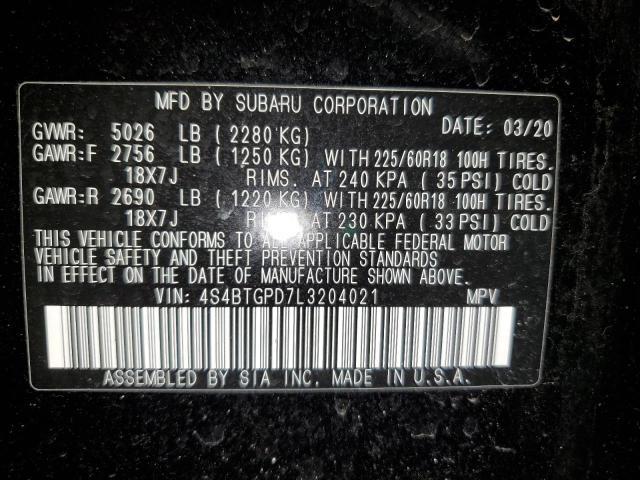 MFD BY SUBARU CORPORATION
DATE: 03/20
GVWR: 5026 LB ( 2280 KG)
GAWR:F 2756 LB ( 1250 KG) WITH 225/60R18 100H TIRES.
18X7J RIMS. AT 240 KPA ( 35 PSI) COLD
GAWR:R 2690 LB ( 1220 KG) WITH 225/60R18 100H TIRES.
18X7J AT 230 KPA ( 33 PSI) COLD
THIS VEHICLE CONFORMS TO ALL APPLICABLE FEDERAL MOTOR
VEHICLE SAFETY AND THEFT PREVENTION STANDARDS
IN EFFECT ON THE DATE OF MANUFACTURE SHOWN ABOVE.
VIN: 4S4BTGPD7L3204021 MPV
ASSEMBLED BY SIA INC. MADE IN U.S.A.